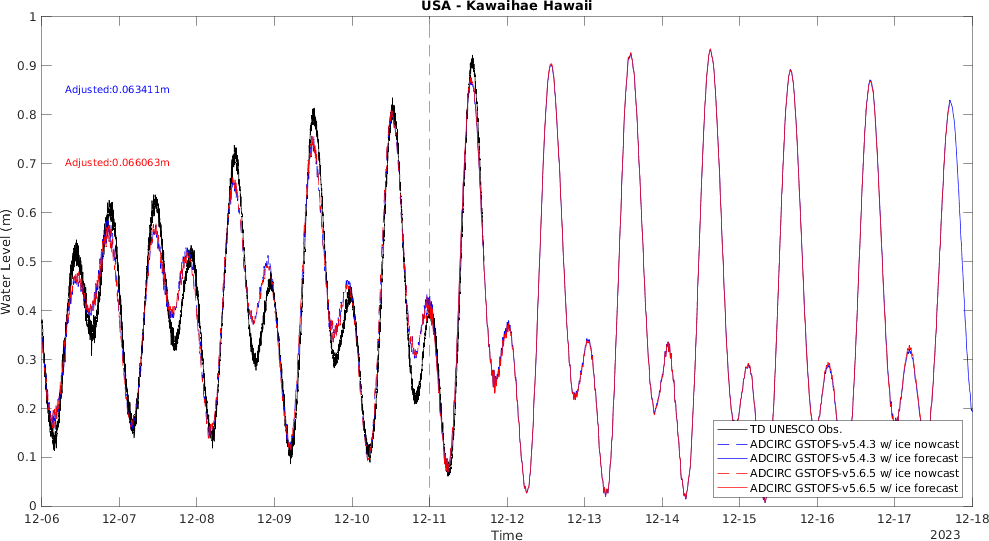 USA - Kawaihae Hawaii
1
0.9
0.8
0.7
0.6
0.5
0.4
0.3
0.2
0.1
0
Water Level (m)
Adjusted:0.063411m
Adjusted:0.066063m
TD UNESCO Obs.
ADCIRC GSTOFS-v5.4.3 w/ ice nowcast
ADCIRC GSTOFS-v5.4.3 w/ ice forecast
ADCIRC GSTOFS-v5.6.5 w/ ice nowcast
ADCIRC GSTOFS-v5.6.5 w/ ice forecast
12-06 12-07 12-08 12-09 12-10 12-11 12-12 12-13 12-14 12-15 12-16 12-17 12-18
Time
2023